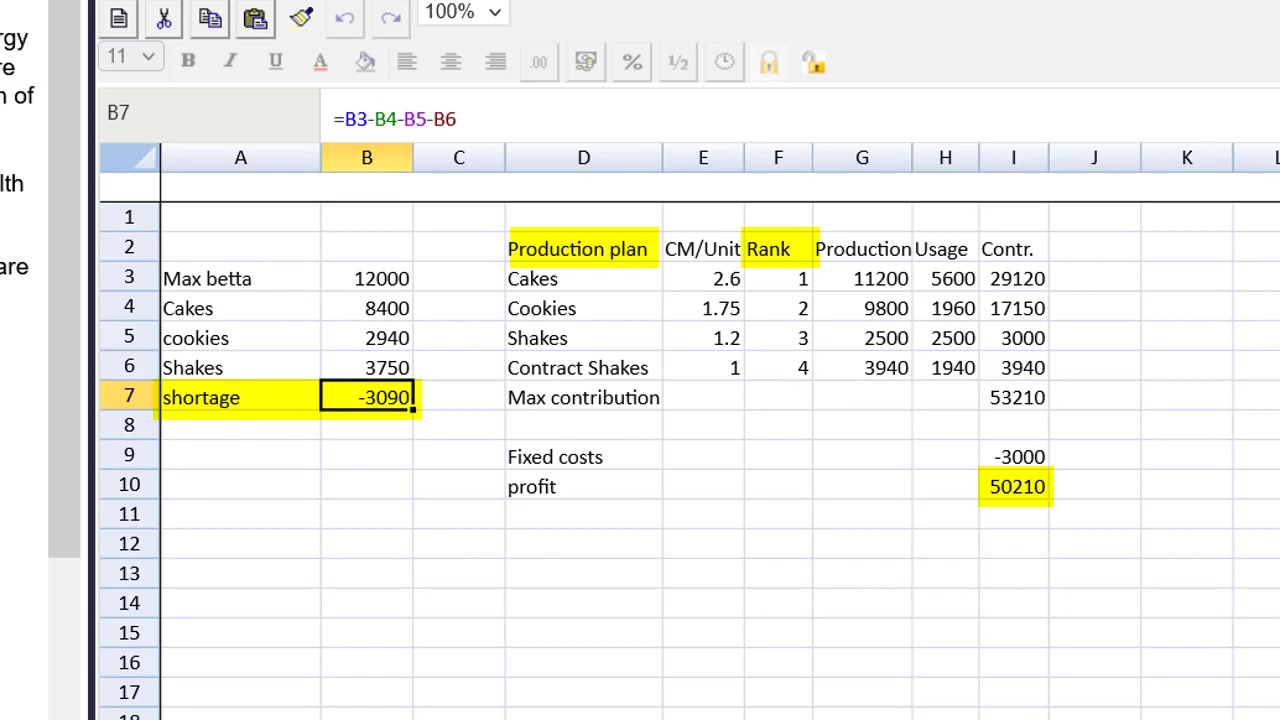 100%
rgy
11 B I U A .00 % 1/2
re
n of
B7 =B3-B4-B5-B6
A B C D E F G H I J K L
lth
1
2 Production plan CM/Unit Rank Production Usage Contr.
are
3 Max betta 12000 Cakes 2.6 1 11200 5600 29120
4 Cakes 8400 Cookies 1.75 2 9800 1960 17150
5 cookies 2940 Shakes 1.2 3 2500 2500 3000
6 Shakes 3750 Contract Shakes 1 4 3940 1940 3940
7 shortage -3090 Max contribution 53210
8
9 Fixed costs -3000
10 profit 50210
11
12
13
14
15
16
17
18